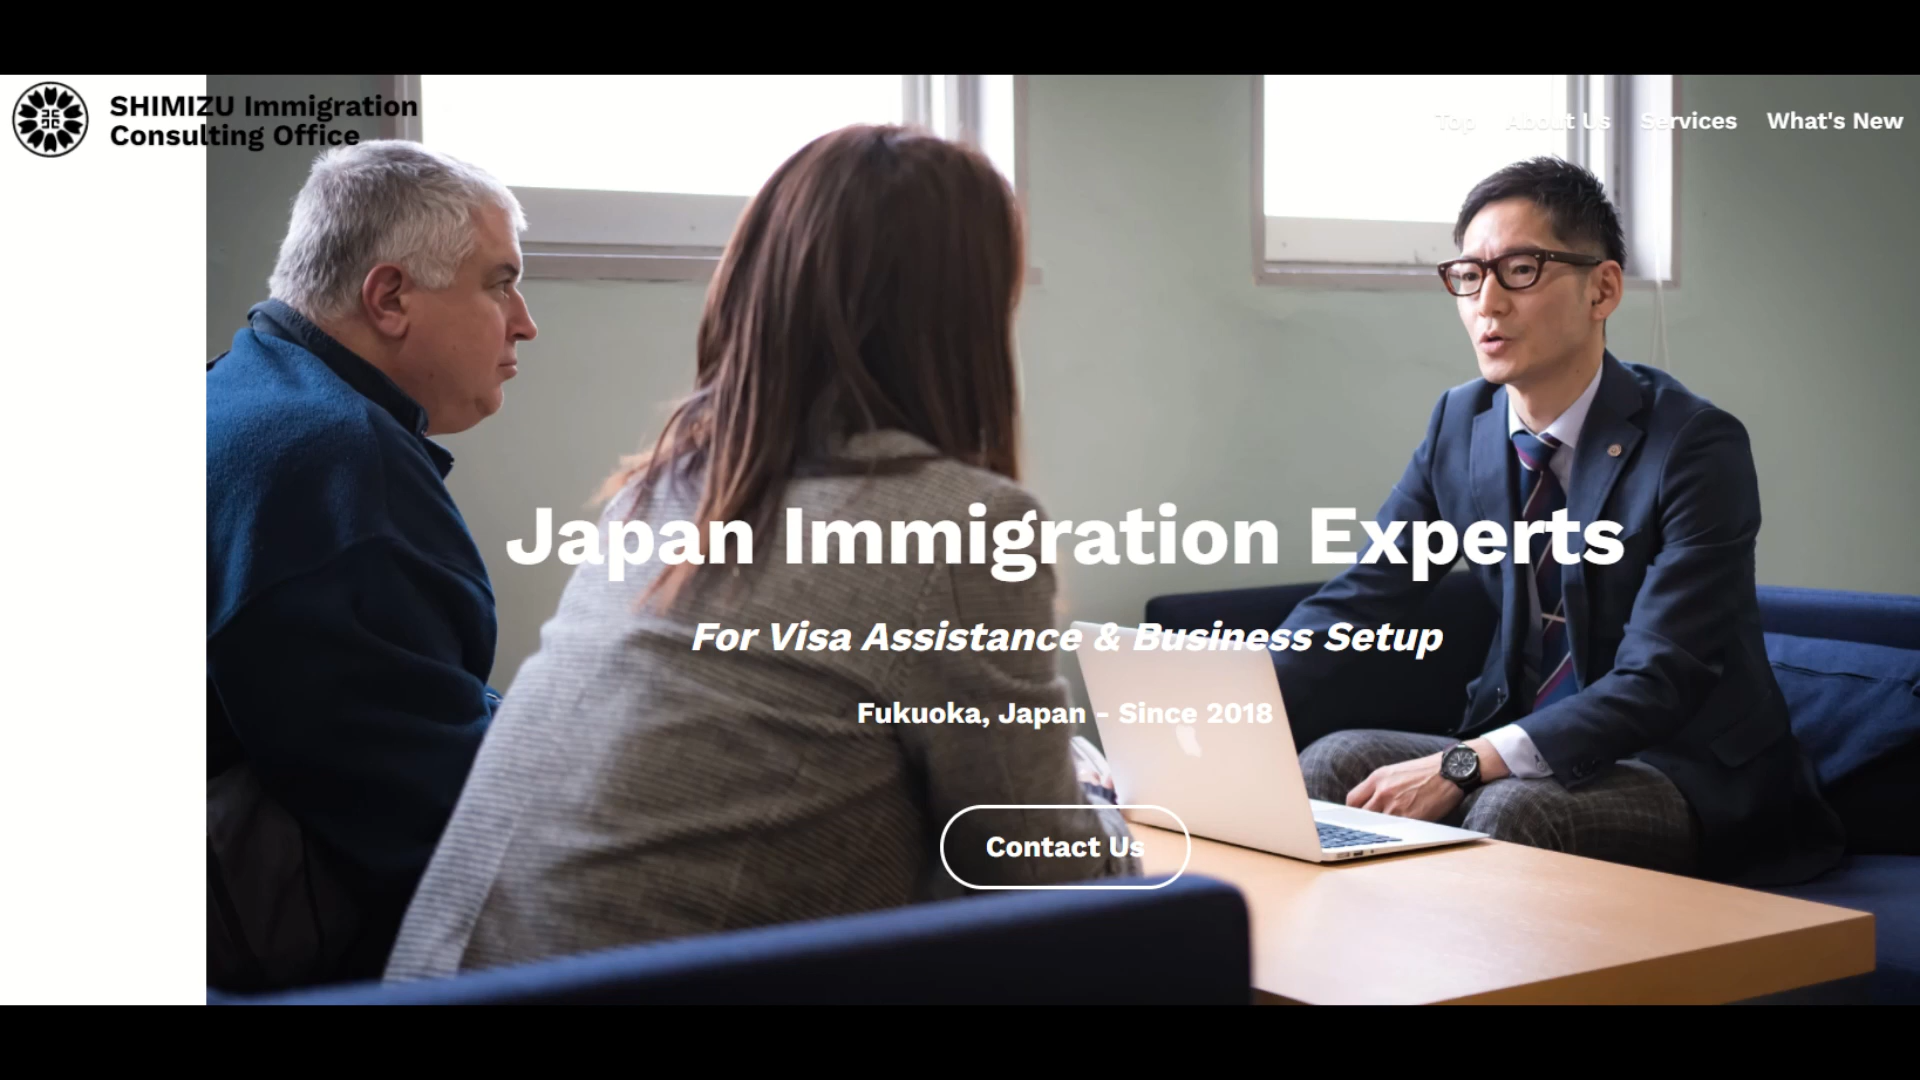 SHIMIZU Immigration
Consulting Office
Top About Us Services What's New
Japan Immigration Experts
For Visa Assistance & Business Setup
Fukuoka, Japan - Since 2018
Contact Us